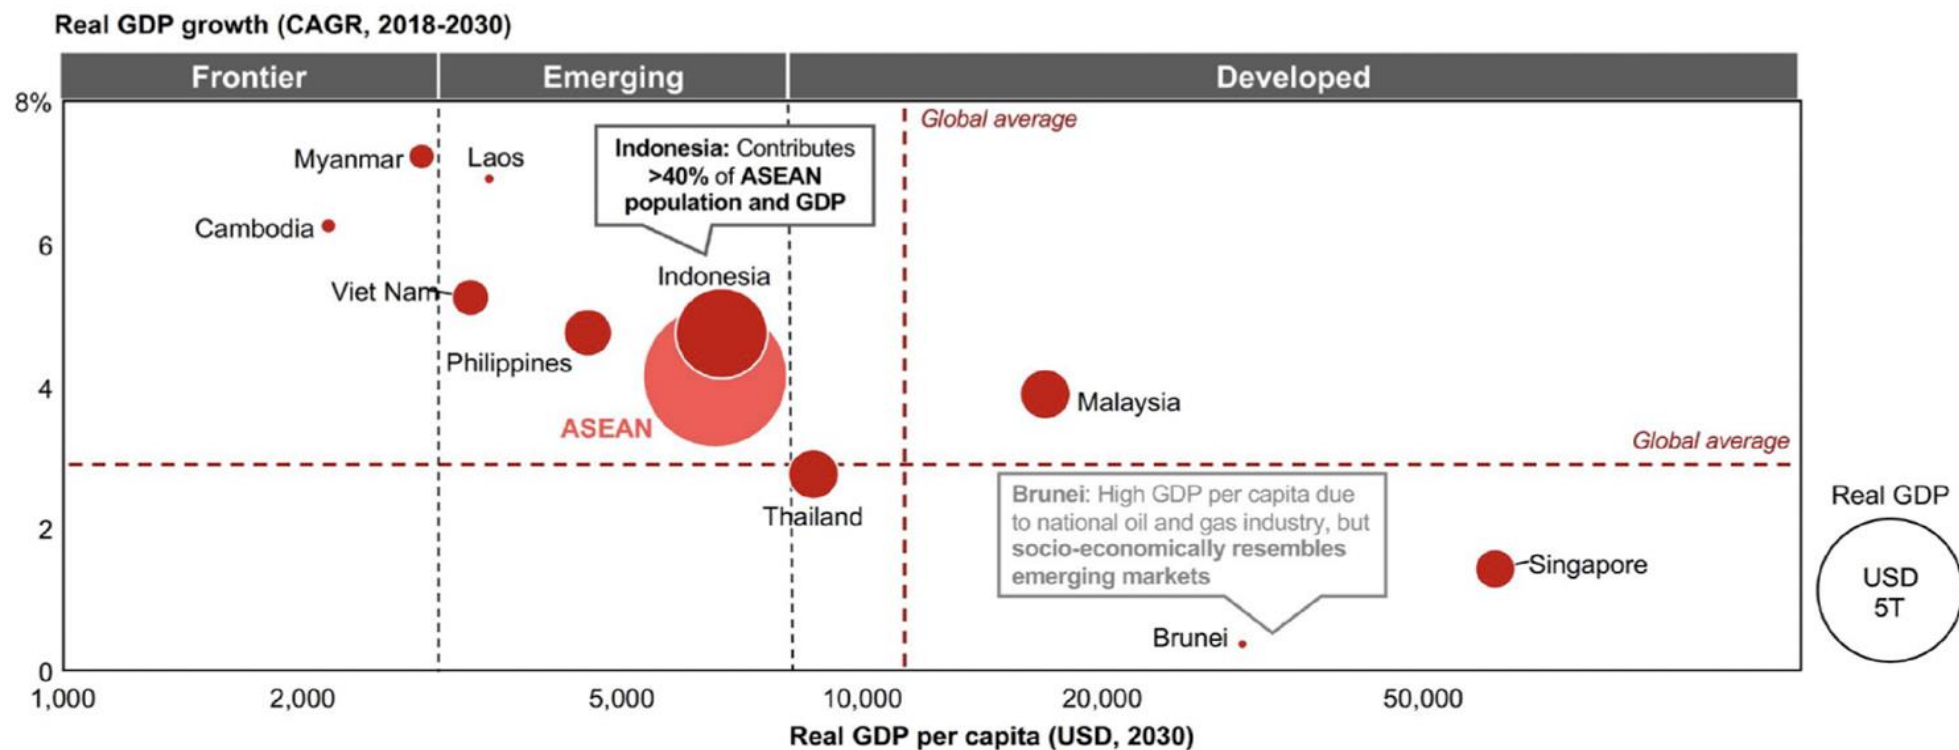 Real GDP growth (CAGR, 2018-2030)
Frontier
Emerging
Developed
8%
Global average
Myanmar
Laos
Indonesia: Contributes
>40% of ASEAN
population and GDP
Cambodia
6
Indonesia
Viet Nam
Philippines
4
Malaysia
ASEAN
Global average
Brunei: High GDP per capita due
to national oil and gas industry, but
socio-economically resembles
emerging markets
Real GDP
Thailand
2
Singapore
USD
5T
Brunei
0
1,000
2,000
5,000
10,000
20,000
50,000
Real GDP per capita (USD, 2030)